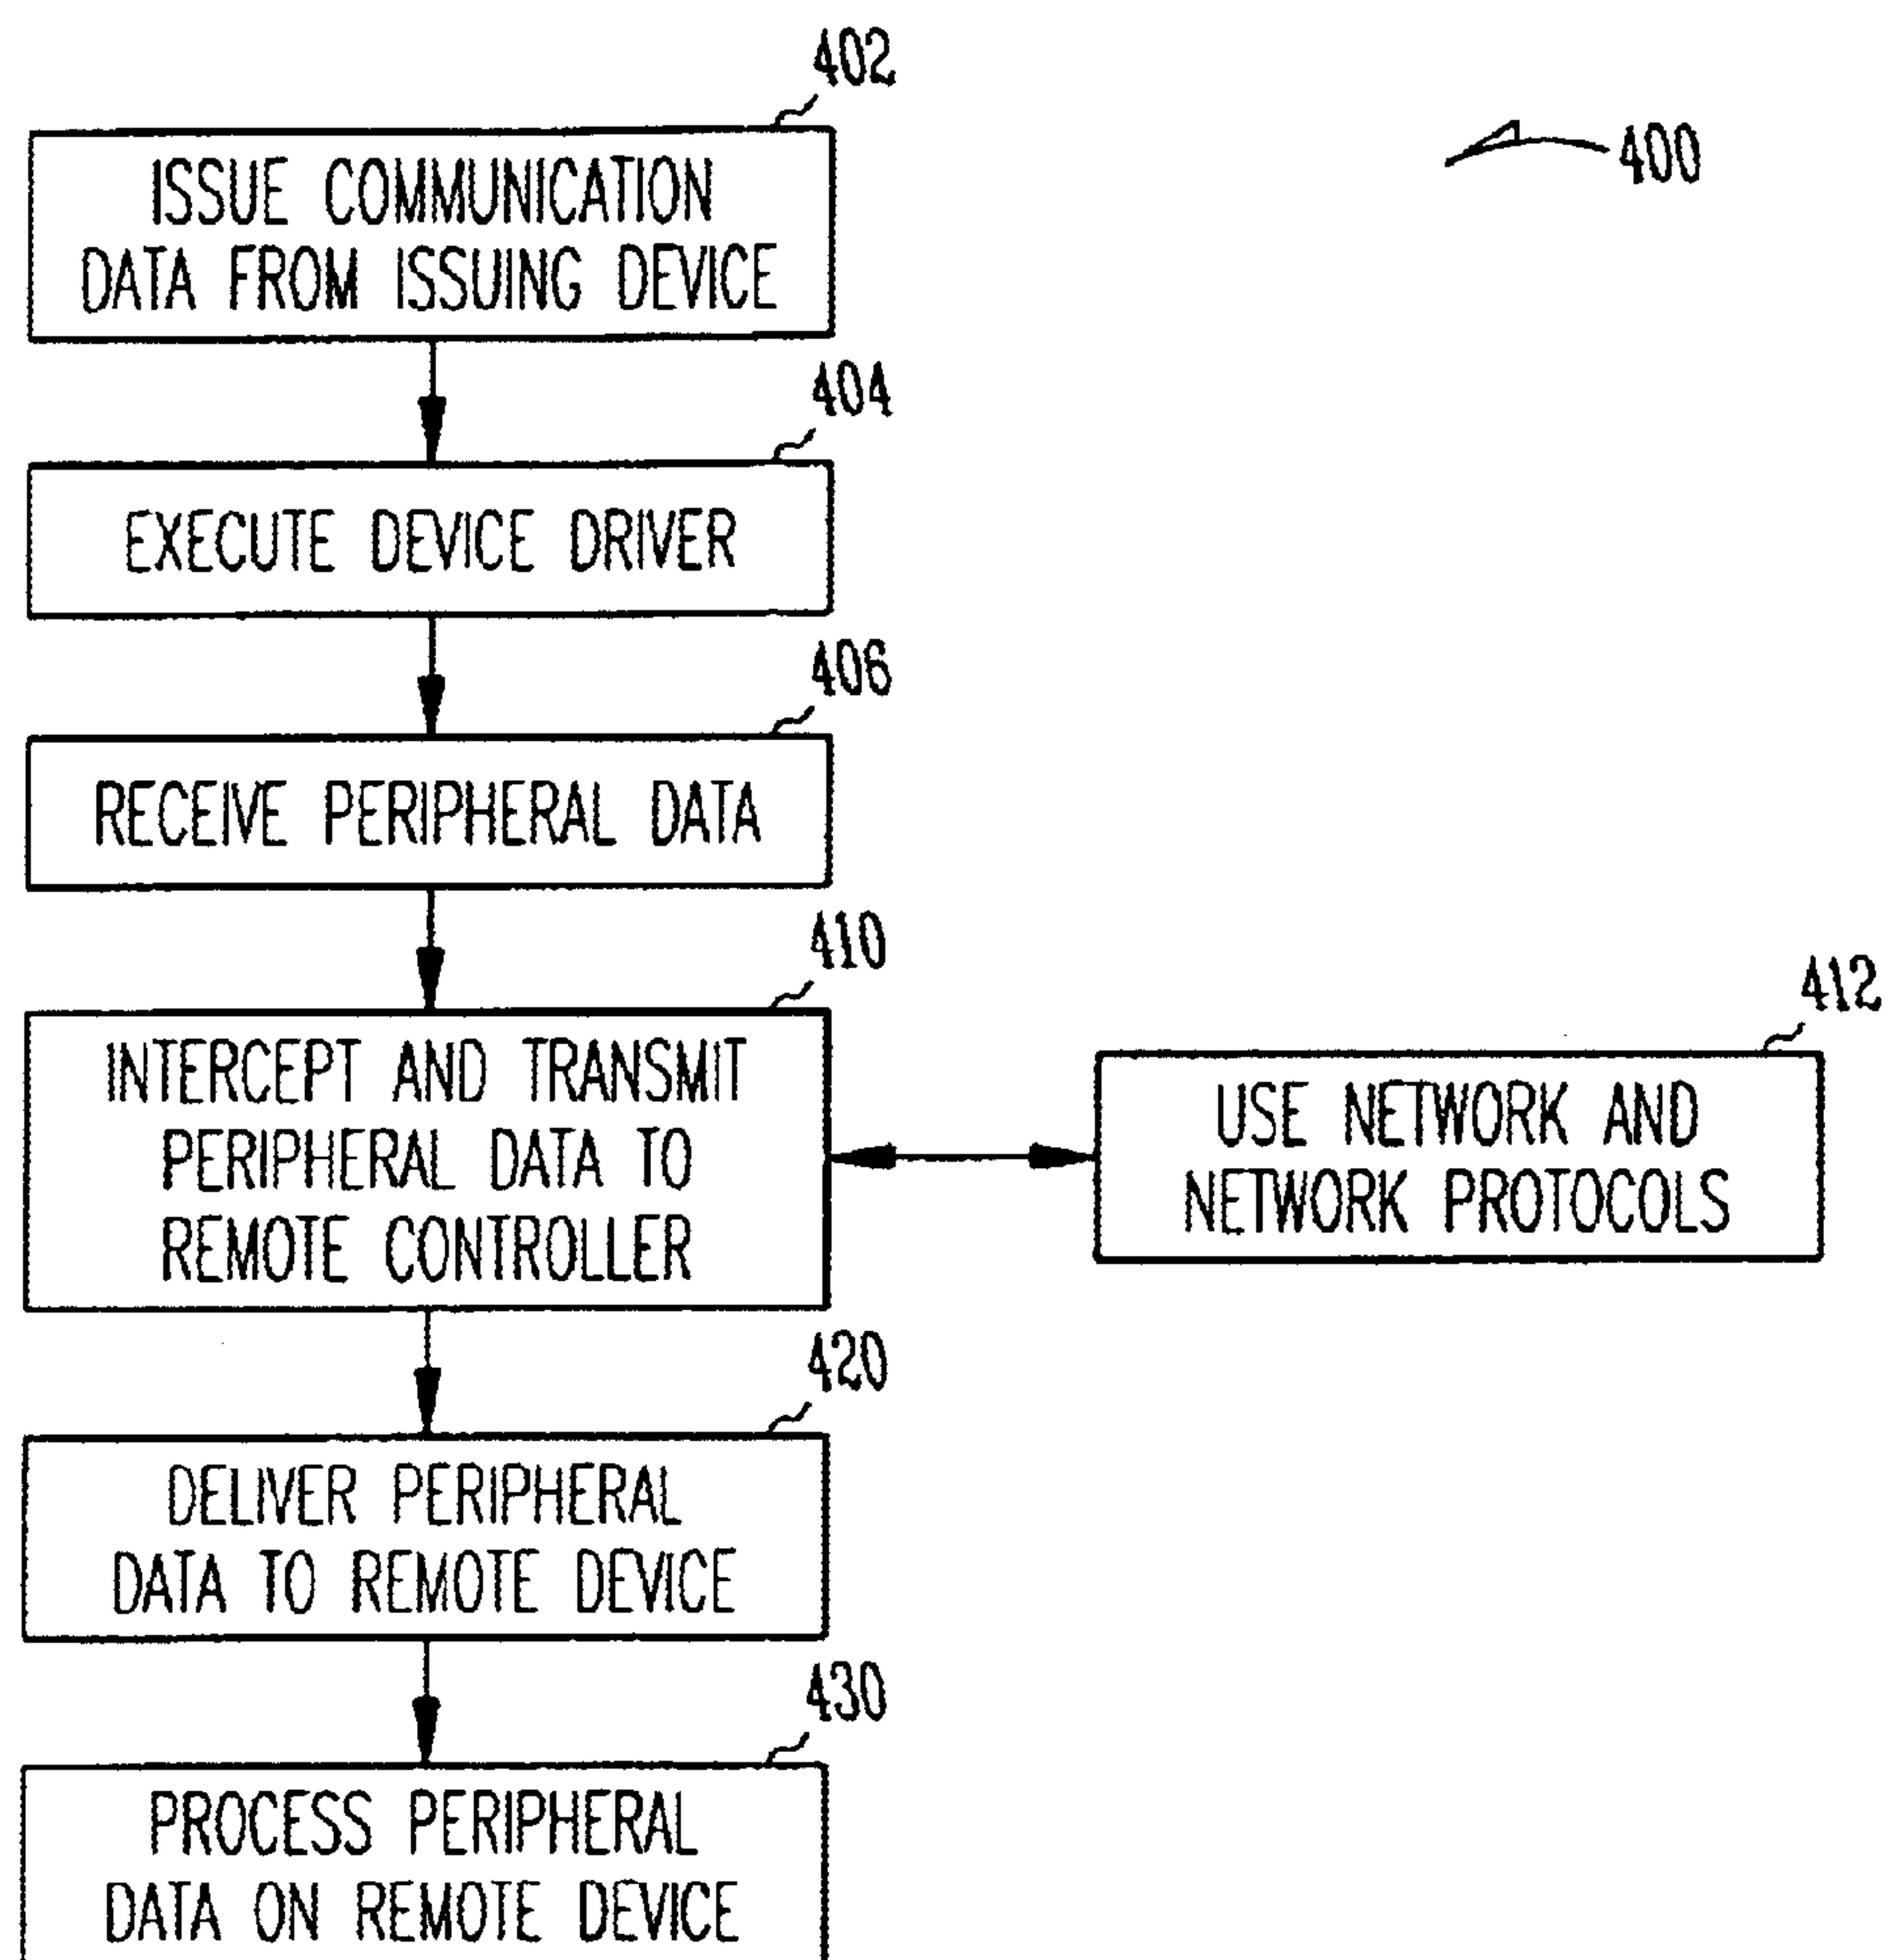 402
400
ISSUE COMMUNICATION
DATA FROM ISSUING DEVICE
404
EXECUTE DEVICE DRIVER
406
RECEIVE PERIPHERAL DATA
410
INTERCEPT AND TRANSMIT
PERIPHERAL DATA TO
REMOTE CONTROLLER
412
USE NETWORK AND
NETWORK PROTOCOLS
420
DELIVER PERIPHERAL
DATA TO REMOTE DEVICE
430
PROCESS PERIPHERAL
DATA ON REMOTE DEVICE